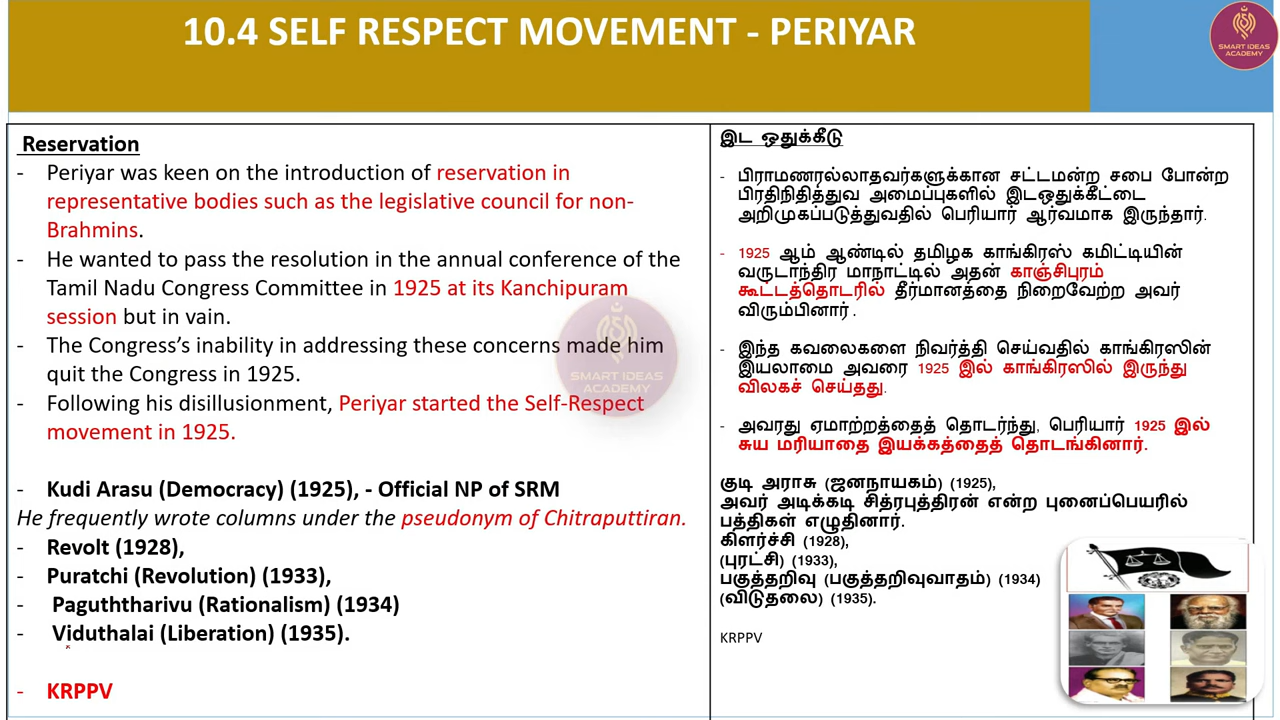 10.4 SELF RESPECT MOVEMENT - PERIYAR
SMART IDEAS
ACADEMY
Reservation
- Periyar was keen on the introduction of reservation in
representative bodies such as the legislative council for non-
Brahmins.
- He wanted to pass the resolution in the annual conference of the
Tamil Nadu Congress Committee in 1925 at its Kanchipuram
session but in vain.
- The Congress's inability in addressing these concerns made him
quit the Congress in 1925.
- Following his disillusionment, Periyar started the Self-Respect
movement in 1925.
- Kudi Arasu (Democracy) (1925), - Official NP of SRM
He frequently wrote columns under the pseudonym of Chitraputtiran.
- Revolt (1928),
- Puratchi (Revolution) (1933),
- Paguththarivu (Rationalism) (1934)
- Viduthalai (Liberation) (1935).
- KRPPV
இட ஒதுக்கீடு
- பிராமணரல்லாதவர்களுக்கான சட்டமன்ற சபை போன்ற
பிரதிநிதித்துவ அமைப்புகளில் இடஒதுக்கீட்டை
அறிமுகப்படுத்துவதில் பெரியார் ஆர்வமாக இருந்தார்.
- 1925 ஆம் ஆண்டில் தமிழக காங்கிரஸ் கமிட்டியின்
வருடாந்திர மாநாட்டில் அதன் காஞ்சிபுரம்
கூட்டத்தொடரில் தீர்மானத்தை நிறைவேற்ற அவர்
விரும்பினார்.
- இந்த கவலைகளை நிவர்த்தி செய்வதில் காங்கிரஸின்
இயலாமை அவரை 1925 இல் காங்கிரஸில் இருந்து
விலகச் செய்தது.
- அவரது ஏமாற்றத்தைத் தொடர்ந்து, பெரியார் 1925 இல்
சுய மரியாதை இயக்கத்தைத் தொடங்கினார்.
குடி அராசு (ஜனநாயகம்) (1925),
அவர் அடிக்கடி சித்ரபுத்திரன் என்ற புனைப்பெயரில்
பத்திகள் எழுதினார்.
கிளர்ச்சி (1928),
(புரட்சி) (1933),
பகுத்தறிவு (பகுத்தறிவுவாதம்) (1934)
(விடுதலை) (1935).
KRPPV
SMART IDEAS
ACADEMY